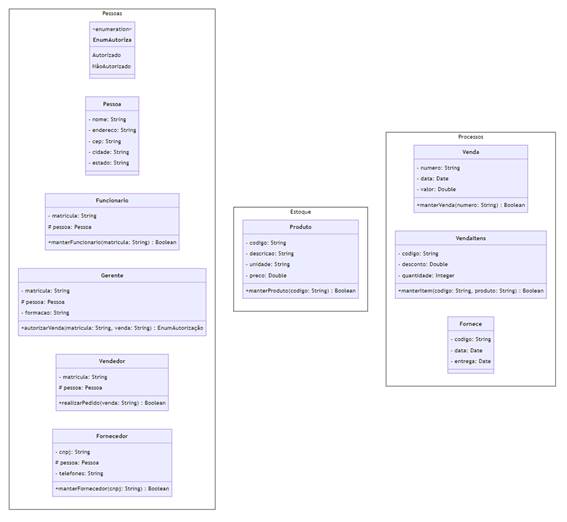 Pessoas
«enumeration»
EnumAutoriza
Autorizado
NãoAutorizado
Pessoa
- nome: String
- endereco: String
- cep: String
- cidade: String
- estado: String
Funcionario
- matricula: String
# pessoa: Pessoa
+manterFuncionario(matricula: String) : Boolean
Gerente
- matricula: String
# pessoa: Pessoa
- formacao: String
+autorizarVenda(matricula: String, venda: String) : EnumAutorização
Vendedor
- matricula: String
# pessoa: Pessoa
+realizarPedido(venda: String) : Boolean
Fornecedor
- cnpj: String
# pessoa: Pessoa
- telefones: String
+manterFornecedor(cnpj: String) : Boolean
Estoque
Produto
- codigo: String
- descricao: String
- unidade: String
- preco: Double
+manterProduto(codigo: String) : Boolean
Processos
Venda
- numero: String
- data: Date
- valor: Double
+manterVenda(numero: String) : Boolean
VendaItens
- codigo: String
- desconto: Double
- quantidade: Integer
+manterItem(codigo: String, produto: String) : Boolean
Fornece
- codigo: String
- data: Date
- entrega: Date